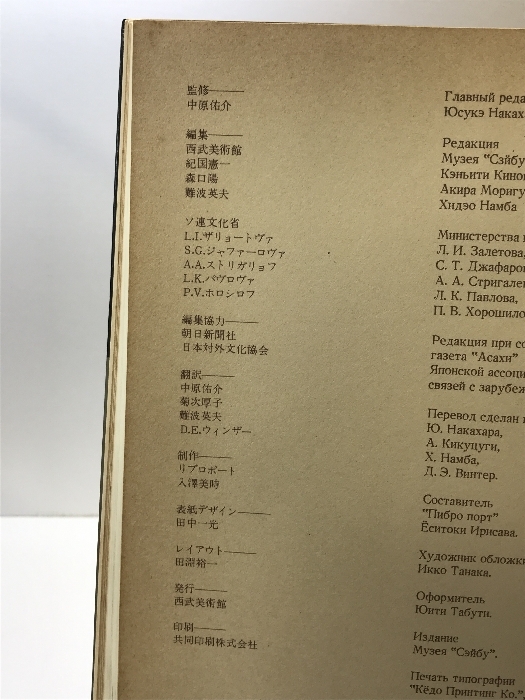 監修———
中原佑介
編集———
西武美術館
紀国憲一
森口陽
難波英夫
ソ連文化省
L.I.ザリョートヴァ
S.G.ジャファーロヴァ
A.A.ストリガリョフ
L.K.パヴロヴァ
P.V.ホロシロフ
編集協力———
朝日新聞社
日本対外文化協会
翻訳———
中原佑介
菊次厚子
難波英夫
D.E.ウィンザー
制作———
リブロポート
入澤美時
表紙デザイン———
田中一光
レイアウト———
田淵裕一
発行———
西武美術館
印刷———
共同印刷株式会社
Главный реда
Юсукэ Накаха
Редакция
Музея "Сэйбу
Кэньити Кино
Акира Моригу
Хидэо Намба
Министерства
Л. И. Залетова,
С. Т. Джафаро
А. А. Стригале
Л. К. Павлова,
П. В. Хорошило
Редакция при со
газета "Асахи"
Японской ассоци
связей с зарубеж
Перевод сделан
Ю. Накахара,
А. Кикуцуги,
Х. Намба,
Д. Э. Винтер.
Составитель
"Пибро порт"
Ёситоки Ирисава.
Художник обложк
Икко Танака.
Оформитель
Юити Табути.
Издание
Музея "Сэйбу".
Печать типографии
"Кёдо Принтинг Ко."